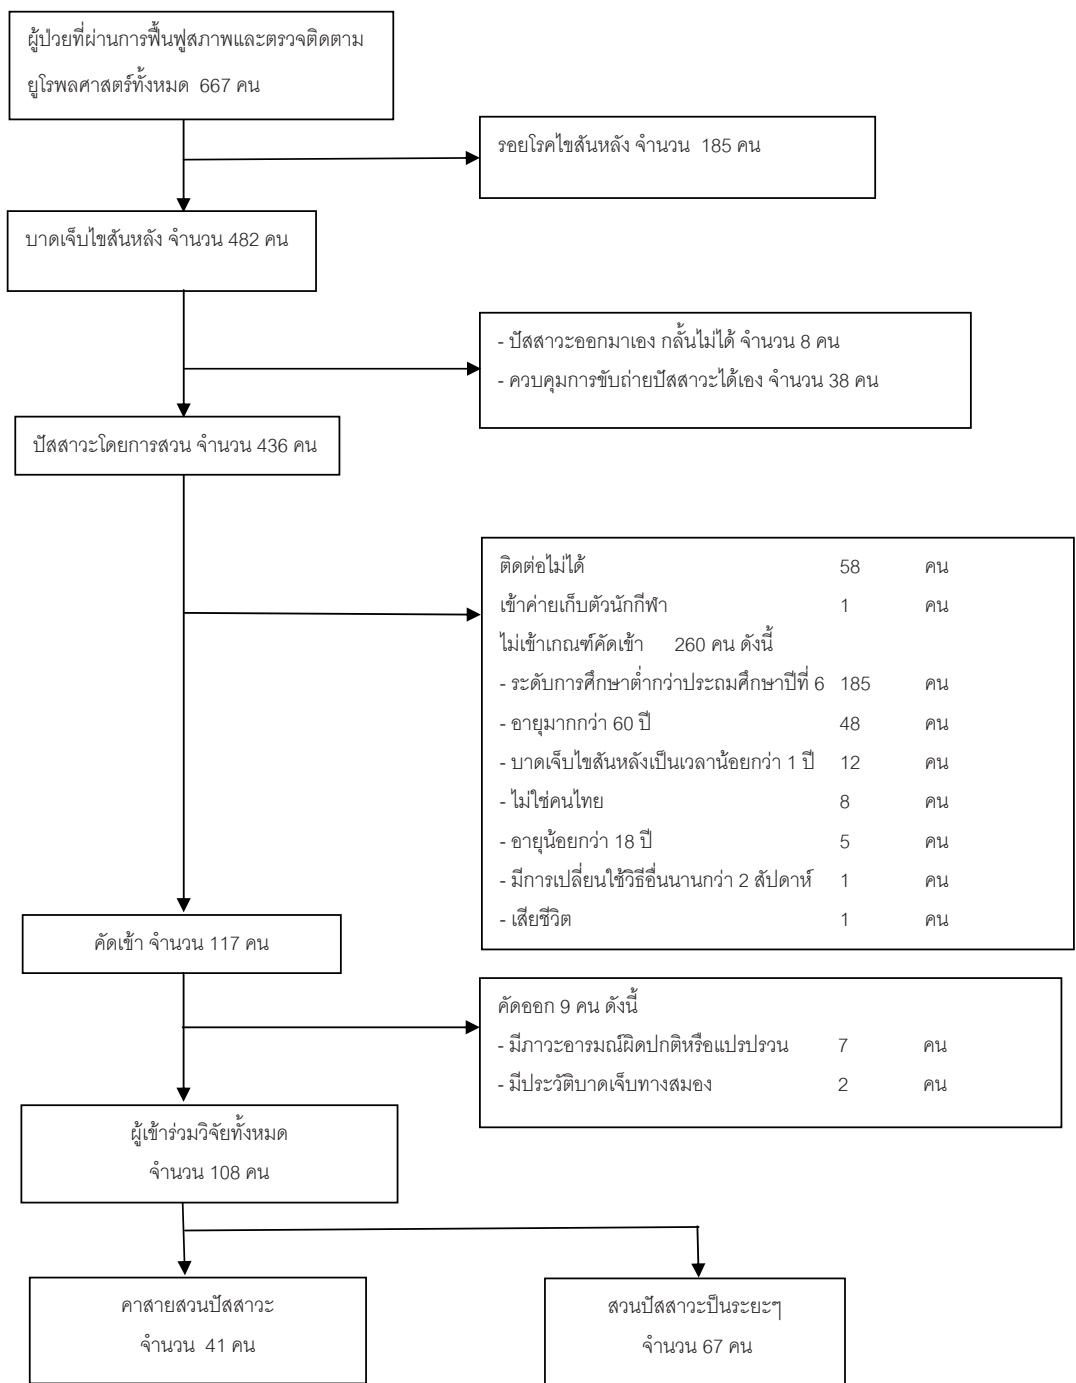 ผู้ป่วยที่ผ่านการฟื้นฟูสภาพและตรวจติดตาม
ยูโรพลศาสตร์ทั้งหมด 667 คน
รอยโรคไขสันหลัง จำนวน 185 คน
บาดเจ็บไขสันหลัง จำนวน 482 คน
- ปัสสาวะออกมาเอง กลั้นไม่ได้ จำนวน 8 คน
- ควบคุมการขับถ่ายปัสสาวะได้เอง จำนวน 38 คน
ปัสสาวะโดยการสวน จำนวน 436 คน
ติดต่อไม่ได้ 58 คน
เข้าค่ายเก็บตัวนักกีฬา 1 คน
ไม่เข้าเกณฑ์คัดเข้า 260 คน ดังนี้
- ระดับการศึกษาต่ำกว่าประถมศึกษาปีที่ 6 185 คน
- อายุมากกว่า 60 ปี 48 คน
- บาดเจ็บไขสันหลังเป็นเวลาน้อยกว่า 1 ปี 12 คน
- ไม่ใช่คนไทย 8 คน
- อายุน้อยกว่า 18 ปี 5 คน
- มีการเปลี่ยนใช้วิธีอื่นนานกว่า 2 สัปดาห์ 1 คน
- เสียชีวิต 1 คน
คัดเข้า จำนวน 117 คน
คัดออก 9 คน ดังนี้
- มีภาวะอารมณ์ผิดปกติหรือแปรปรวน 7 คน
- มีประวัติบาดเจ็บทางสมอง 2 คน
ผู้เข้าร่วมวิจัยทั้งหมด
จำนวน 108 คน
คาสายสวนปัสสาวะ
จำนวน 41 คน
สวนปัสสาวะป็นระยะๆ
จำนวน 67 คน